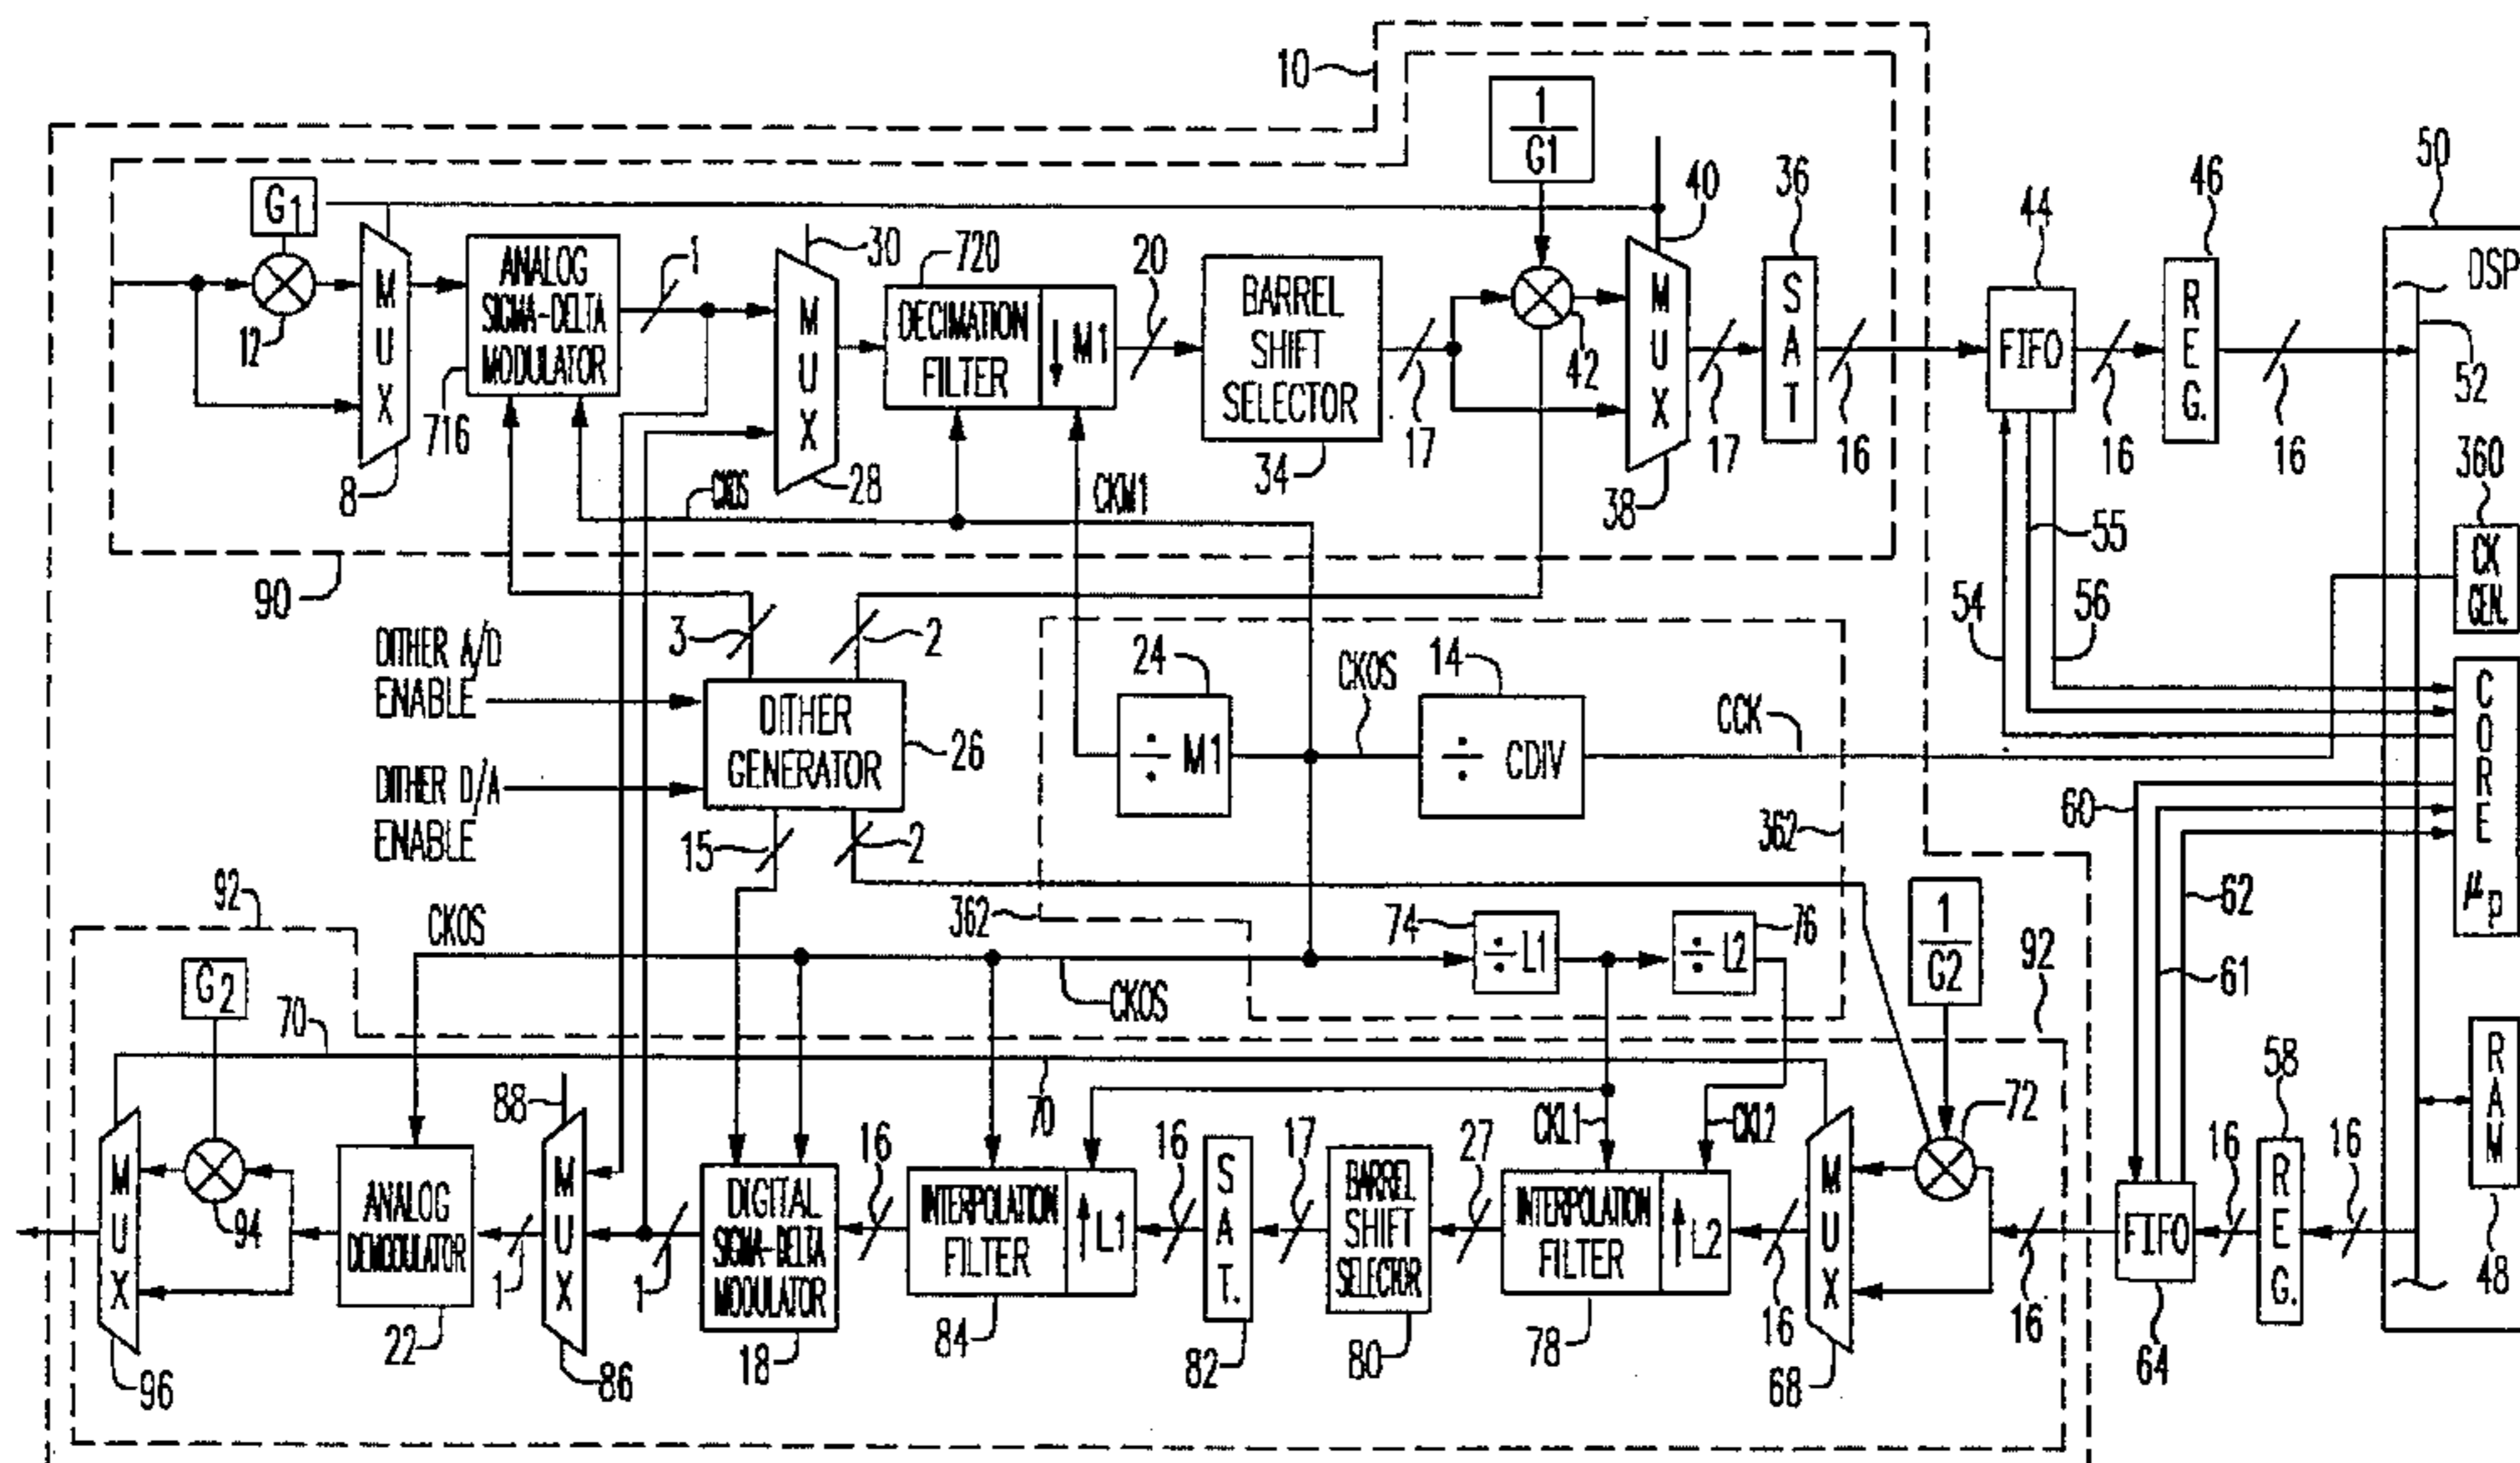 10
1
G1
50
G1
30
720
20
40
36
44
46
1
ANALOG
SIGMA-DELTA
MODULATOR
MUX
MUX
DECIMATION
FILTER
↓ M1
BARREL
SHIFT
SELECTOR
MUX
SAT
FIFO
REG.
DSP
52
12
716
8
28
34
17
42
38
17
16
16
16
360
CKOS
CKM1
CK
GEN.
90
55
54
56
3
2
24
14
CKOS
CCK
DITHER A/D
ENABLE
DITHER
GENERATOR
26
÷ M1
÷ CDIV
CORE
μp
DITHER D/A
ENABLE
15
2
60
362
62
61
92
362
74
76
1
G2
92
CKOS
÷ L1
÷ L2
CKOS
G2
70
70
88
58
RAM
CKL1
CKL2
72
MUX
94
ANALOG
DEMODULATOR
1
MUX
1
DIGITAL
SIGMA-DELTA
MODULATOR
16
INTERPOLATION
FILTER
↑ L1
16
SAT.
17
BARREL
SHIFT
SELECTOR
27
INTERPOLATION
FILTER
↑ L2
16
MUX
16
FIFO
16
REG.
16
48
96
22
86
18
84
82
80
78
68
64